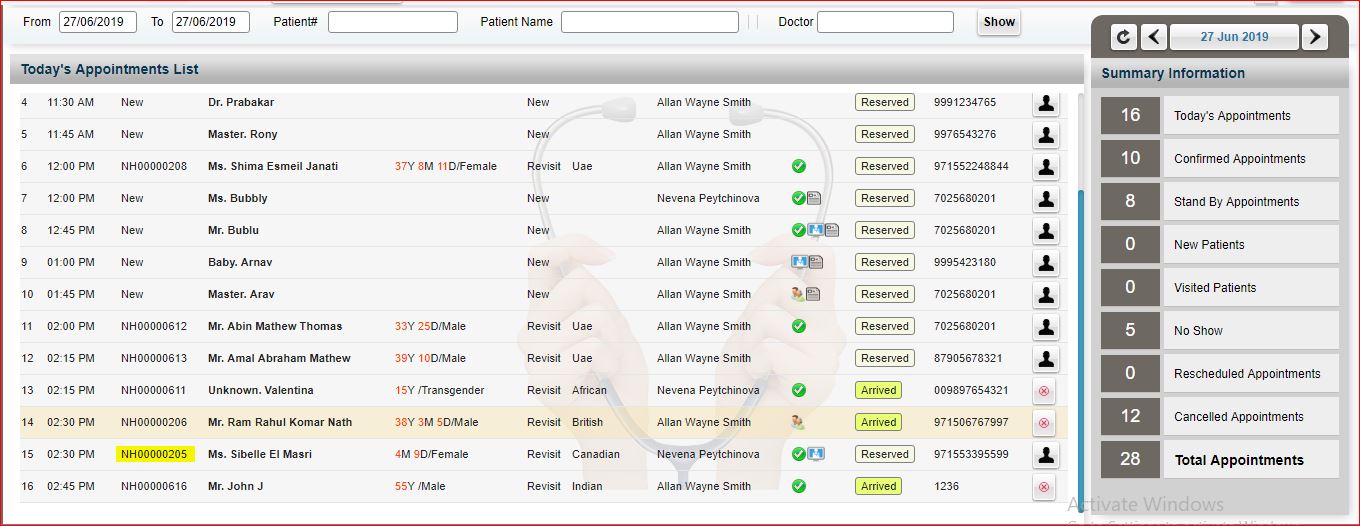 From 27/06/2019 To 27/06/2019 Patient# Patient Name Doctor Show
27 Jun 2019
Today's Appointments List
Summary Information
4 11:30 AM New Dr. Prabakar New Allan Wayne Smith Reserved 9991234765
5 11:45 AM New Master. Rony New Allan Wayne Smith Reserved 9976543276
6 12:00 PM NH00000208 Ms. Shima Esmeil Janati 37Y 8M 11D/Female Revisit Uae Allan Wayne Smith Reserved 971552248844
7 12:00 PM New Ms. Bubbly New Nevena Peytchinova Reserved 7025680201
8 12:45 PM New Mr. Bublu New Allan Wayne Smith Reserved 7025680201
9 01:00 PM New Baby. Arnav New Allan Wayne Smith Reserved 9995423180
10 01:45 PM New Master. Arav New Allan Wayne Smith Reserved 7025680201
11 02:00 PM NH00000612 Mr. Abin Mathew Thomas 33Y 25D/Male Revisit Uae Allan Wayne Smith Reserved 7025680201
12 02:15 PM NH00000613 Mr. Amal Abraham Mathew 39Y 10D/Male Revisit Uae Allan Wayne Smith Reserved 87905678321
13 02:15 PM NH00000611 Unknown. Valentina 15Y /Transgender Revisit African Nevena Peytchinova Arrived 009897654321
14 02:30 PM NH00000206 Mr. Ram Rahul Komar Nath 38Y 3M 5D/Male Revisit British Allan Wayne Smith Arrived 971506767997
15 02:30 PM NH00000205 Ms. Sibelle El Masri 4M 9D/Female Revisit Canadian Nevena Peytchinova Reserved 971553395599
16 02:45 PM NH00000616 Mr. John J 55Y /Male Revisit Indian Allan Wayne Smith Arrived 1236
16 Today's Appointments
10 Confirmed Appointments
8 Stand By Appointments
0 New Patients
0 Visited Patients
5 No Show
0 Rescheduled Appointments
12 Cancelled Appointments
28 Total Appointments
Activate Windows